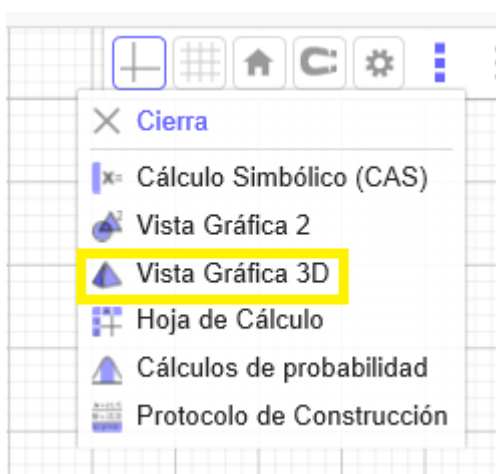 Cierra
x= Cálculo Simbólico (CAS)
Vista Gráfica 2
Vista Gráfica 3D
Hoja de Cálculo
Cálculos de probabilidad
Protocolo de Construcción